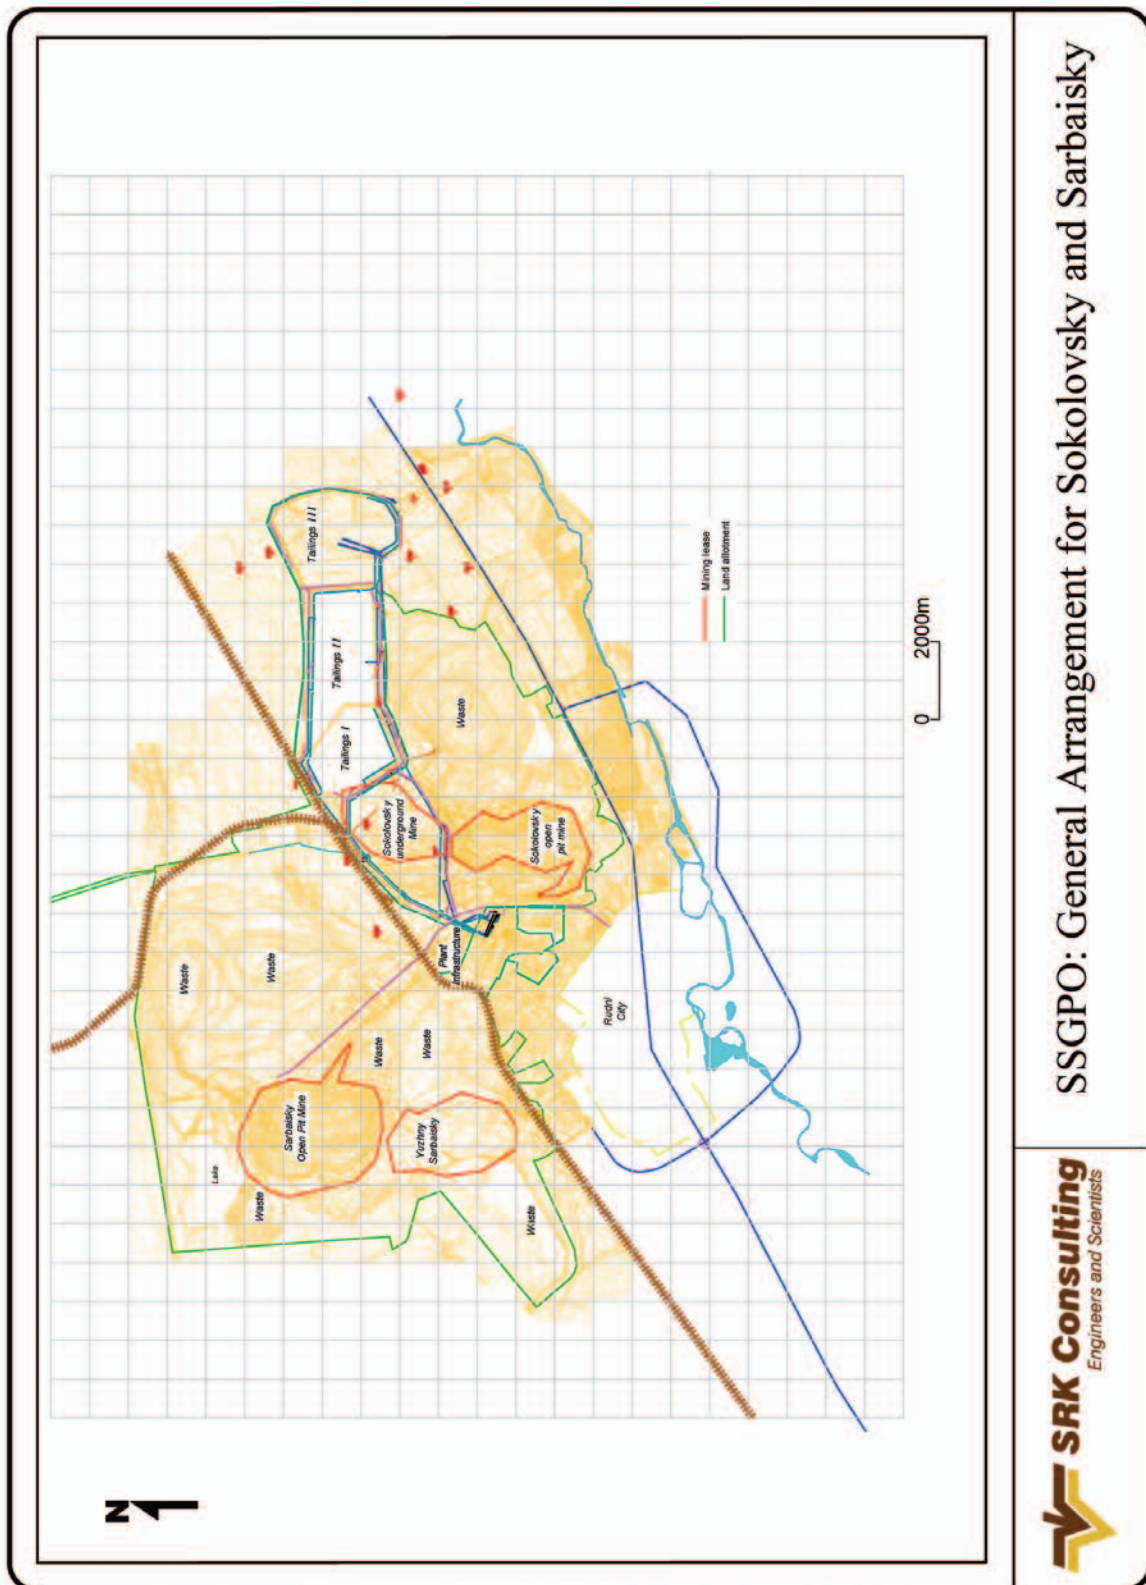 N
Lake
Waste
Sarbaisky
Open Pit Mine
Yuzhny
Sarbaisky
Waste
Waste
Waste
Waste
Waste
Plant
Infrastructure
Rudni
City
Sokolovsky
underground
Mine
Sokolovsky
open
pit mine
Tailings I
Tailings II
Tailings III
Waste
Mining lease
Land allotment
0 2000m
SRK Consulting
Engineers and Scientists
SSGPO: General Arrangement for Sokolovsky and Sarbaisky